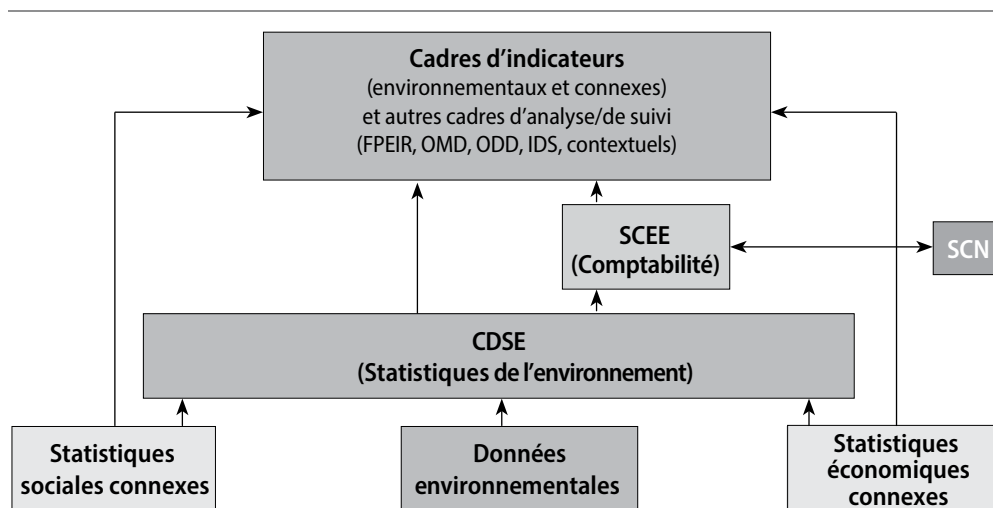 Cadres d’indicateurs
(environnementaux et connexes)
et autres cadres d’analyse/de suivi
(FPEIR, OMD, ODD, IDS, contextuels)
SCEE
(Comptabilité)
SCN
CDSE
(Statistiques de l’environnement)
Statistiques
sociales connexes
Données
environnementales
Statistiques
économiques
connexes